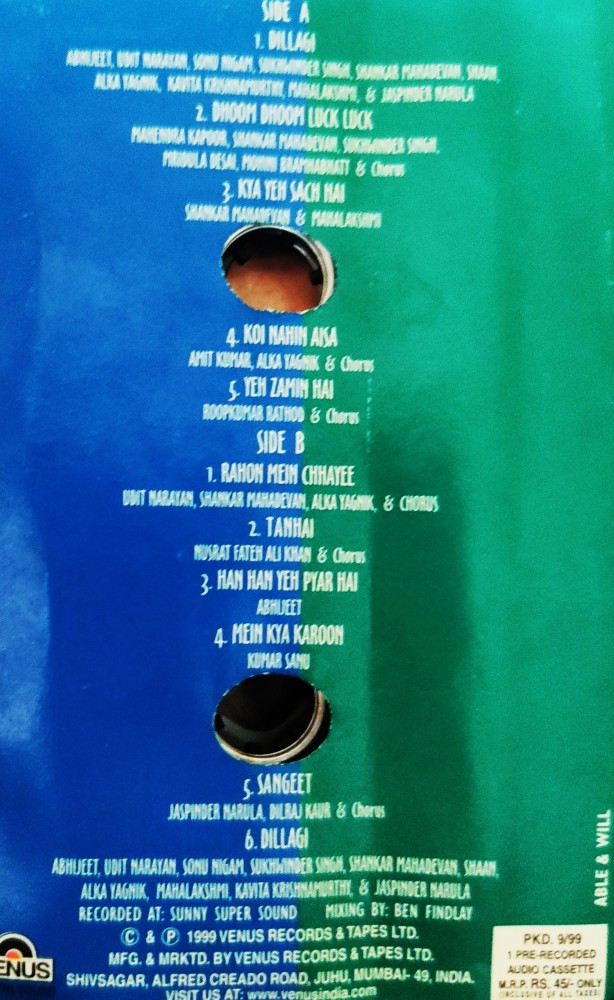 SIDE A
1. DILLAGI
ABHIJEET, UDIT NARAYAN, SONU NIGAM, SUKHWINDER SINGH, SHANKAR MAHADEVAN, SHAAN,
ALKA YAGNIK, KAVITA KRISHNAMURTHY, MAHALAKSHMI, & JASPINDER NARULA
2. DHOOM DHOOM LUCK LUCK
MAHENDRA KAPOOR, SHANKAR MAHADEVAN, SUKHWINDER SINGH,
MRUDULA DESAI, MOHINI BRAMHABHATT & Chorus
3. KYA YEH SACH HAI
SHANKAR MAHADEVAN & MAHALAKSHMI
4. KOI NAHIN AISA
AMIT KUMAR, ALKA YAGNIK & Chorus
5. YEH ZAMIN HAI
ROOPKUMAR RATHOD & Chorus
SIDE B
1. RAHON MEIN CHHAYEE
UDIT NARAYAN, SHANKAR MAHADEVAN, ALKA YAGNIK, & CHORUS
2. TANHAI
NUSRAT FATEH ALI KHAN & Chorus
3. HAN HAN YEH PYAR HAI
ABHIJEET
4. MEIN KYA KAROON
KUMAR SANU
5. SANGEET
JASPINDER NARULA, DILRAJ KAUR & Chorus
6. DILLAGI
ABHIJEET, UDIT NARAYAN, SONU NIGAM, SUKHWINDER SINGH, SHANKAR MAHADEVAN, SHAAN,
ALKA YAGNIK, MAHALAKSHMI, KAVITA KRISHNAMURTHY, & JASPINDER NARULA
RECORDED AT: SUNNY SUPER SOUND MIXING BY: BEN FINDLAY
© & ℗ 1999 VENUS RECORDS & TAPES LTD.
MFG. & MRKTD. BY VENUS RECORDS & TAPES LTD.
SHIVSAGAR, ALFRED CREADO ROAD, JUHU, MUMBAI- 49, INDIA.
VISIT US AT: www.venusindia.com
ENUS
PKD. 9/99
1 PRE-RECORDED
AUDIO CASSETTE
M.R.P. RS. 45/- ONLY
(INCLUSIVE OF ALL TAXES)
ABLE & WILL